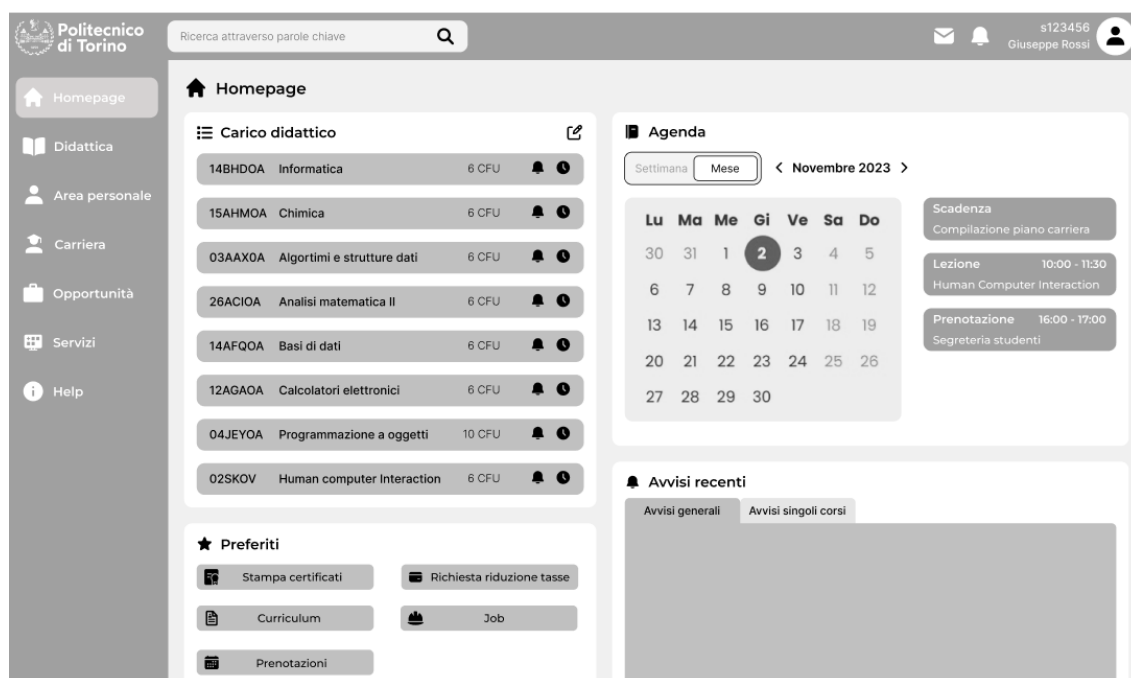 Politecnico
di Torino
Ricerca attraverso parole chiave
s123456
Giuseppe Rossi
Homepage
Didattica
Area personale
Carriera
Opportunità
Servizi
Help
Homepage
Carico didattico
14BHDOA Informatica 6 CFU
15AHMOA Chimica 6 CFU
03AAX0A Algortimi e strutture dati 6 CFU
26ACIOA Analisi matematica II 6 CFU
14AFQOA Basi di dati 6 CFU
12AGAOA Calcolatori elettronici 6 CFU
04JEYOA Programmazione a oggetti 10 CFU
02SKOV Human computer Interaction 6 CFU
Preferiti
Stampa certificati Richiesta riduzione tasse
Curriculum Job
Prenotazioni
Agenda
Settimana Mese < Novembre 2023 >
Lu Ma Me Gi Ve Sa Do
30 31 1 2 3 4 5
6 7 8 9 10 11 12
13 14 15 16 17 18 19
20 21 22 23 24 25 26
27 28 29 30
Scadenza
Compilazione piano carriera
Lezione 10:00 - 11:30
Human Computer Interaction
Prenotazione 16:00 - 17:00
Segreteria studenti
Avvisi recenti
Avvisi generali Avvisi singoli corsi